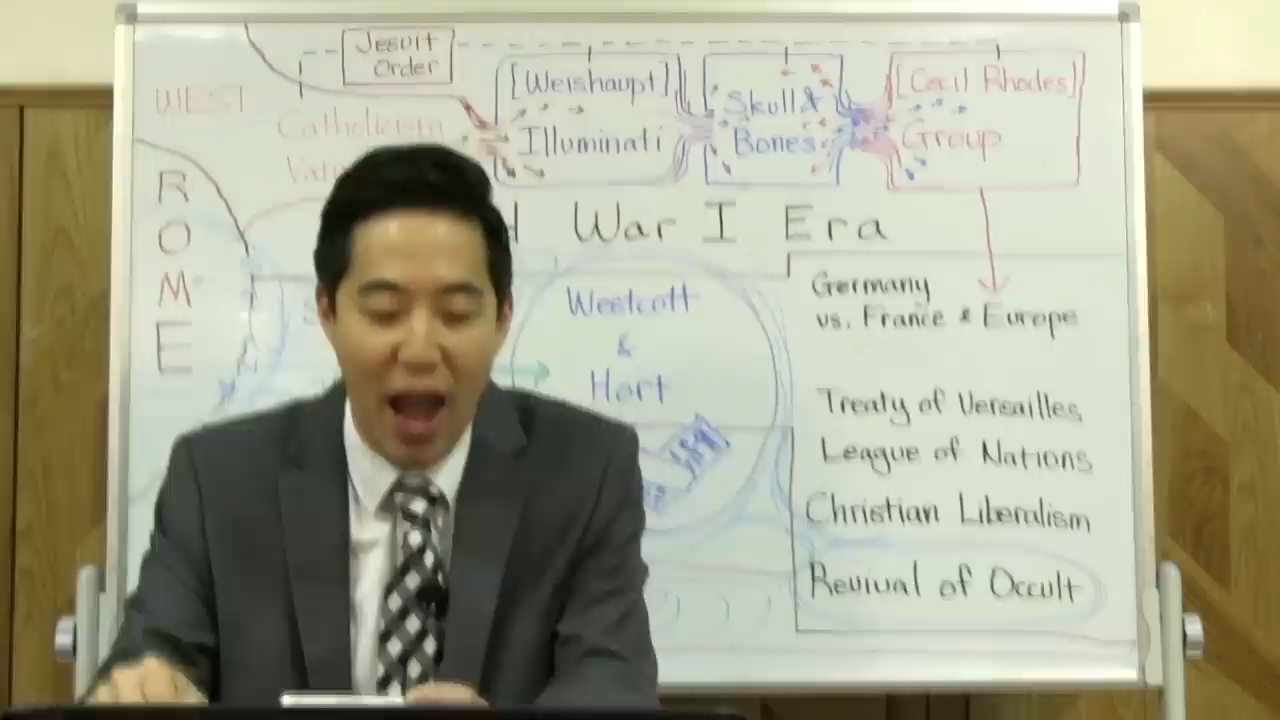 Jesuit
Order
WEST
Catholicism
[Weishaupt]
Illuminati
Skull &
Bones
[Cecil Rhodes]
Group
R
O
M
E
War I Era
Westcott
&
Hort
1881
Germany
vs. France & Europe
Treaty of Versailles
League of Nations
Christian Liberalism
Revival of Occult